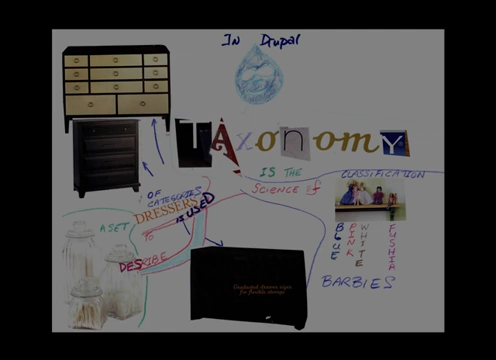 In Drupal
tAxonomy
IS THE
Science of
CLASSIFICATION
OF
CATEGORIES
DRESSERS
IS USED
A SET
To
DESCRIBE
BLUE
PINK
WHITE
FUSHIA
BARBIES